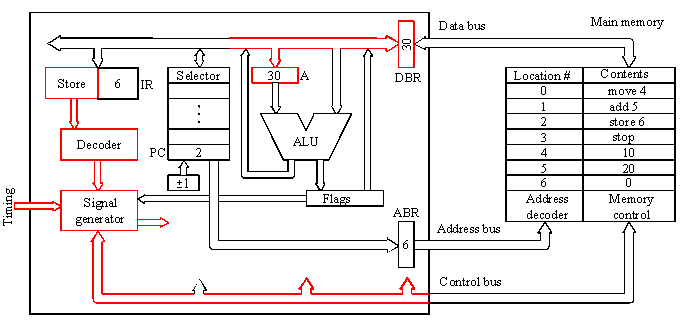 Data bus
Main memory
30
DBR
Store
6
IR
Selector
30
A
Location #
Contents
0
move 4
1
add 5
2
store 6
3
stop
4
10
5
20
6
0
Address
decoder
Memory
control
Decoder
PC
2
±1
ALU
Flags
Timing
Signal
generator
ABR
6
Address bus
Control bus